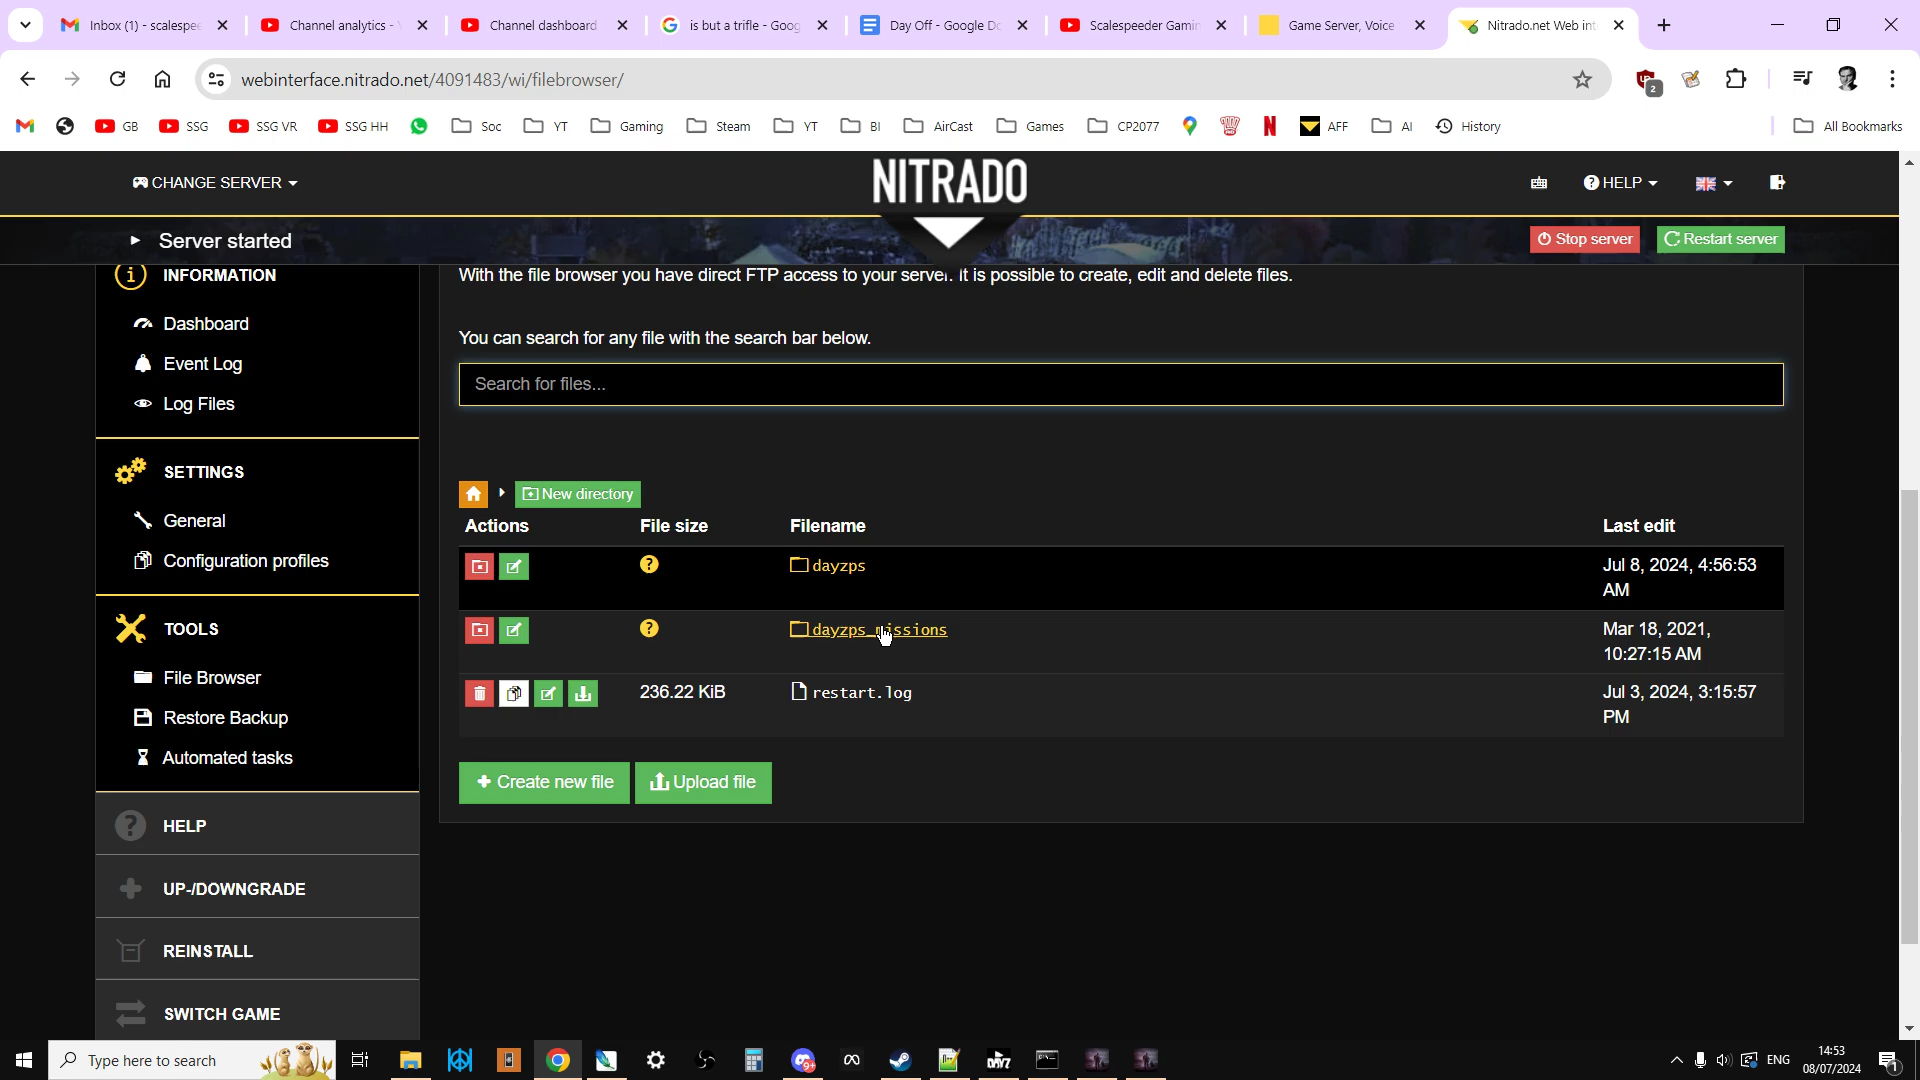 Inbox (1) - scalespee
Channel analytics -
Channel dashboard
is but a trifle - Goog
Day Off - Google Do
Scalespeeder Gamin
Game Server, Voice
Nitrado.net Web int
webinterface.nitrado.net/4091483/wi/filebrowser/
2
GB
SSG
SSG VR
SSG HH
Soc
YT
Gaming
Steam
YT
BI
AirCast
Games
CP2077
AFF
AI
History
All Bookmarks
CHANGE SERVER
NITRADO
HELP
Server started
Stop server
Restart server
INFORMATION
Dashboard
Event Log
Log Files
SETTINGS
General
Configuration profiles
TOOLS
File Browser
Restore Backup
Automated tasks
HELP
UP-/DOWNGRADE
REINSTALL
SWITCH GAME
With the file browser you have direct FTP access to your server. It is possible to create, edit and delete files.
You can search for any file with the search bar below.
Search for files...
New directory
Actions File size Filename Last edit
dayzps Jul 8, 2024, 4:56:53
AM
dayzps_missions Mar 18, 2021,
10:27:15 AM
236.22 KiB restart.log Jul 3, 2024, 3:15:57
PM
Create new file
Upload file
Type here to search
9+
DAYZ
ENG
14:53
08/07/2024
1